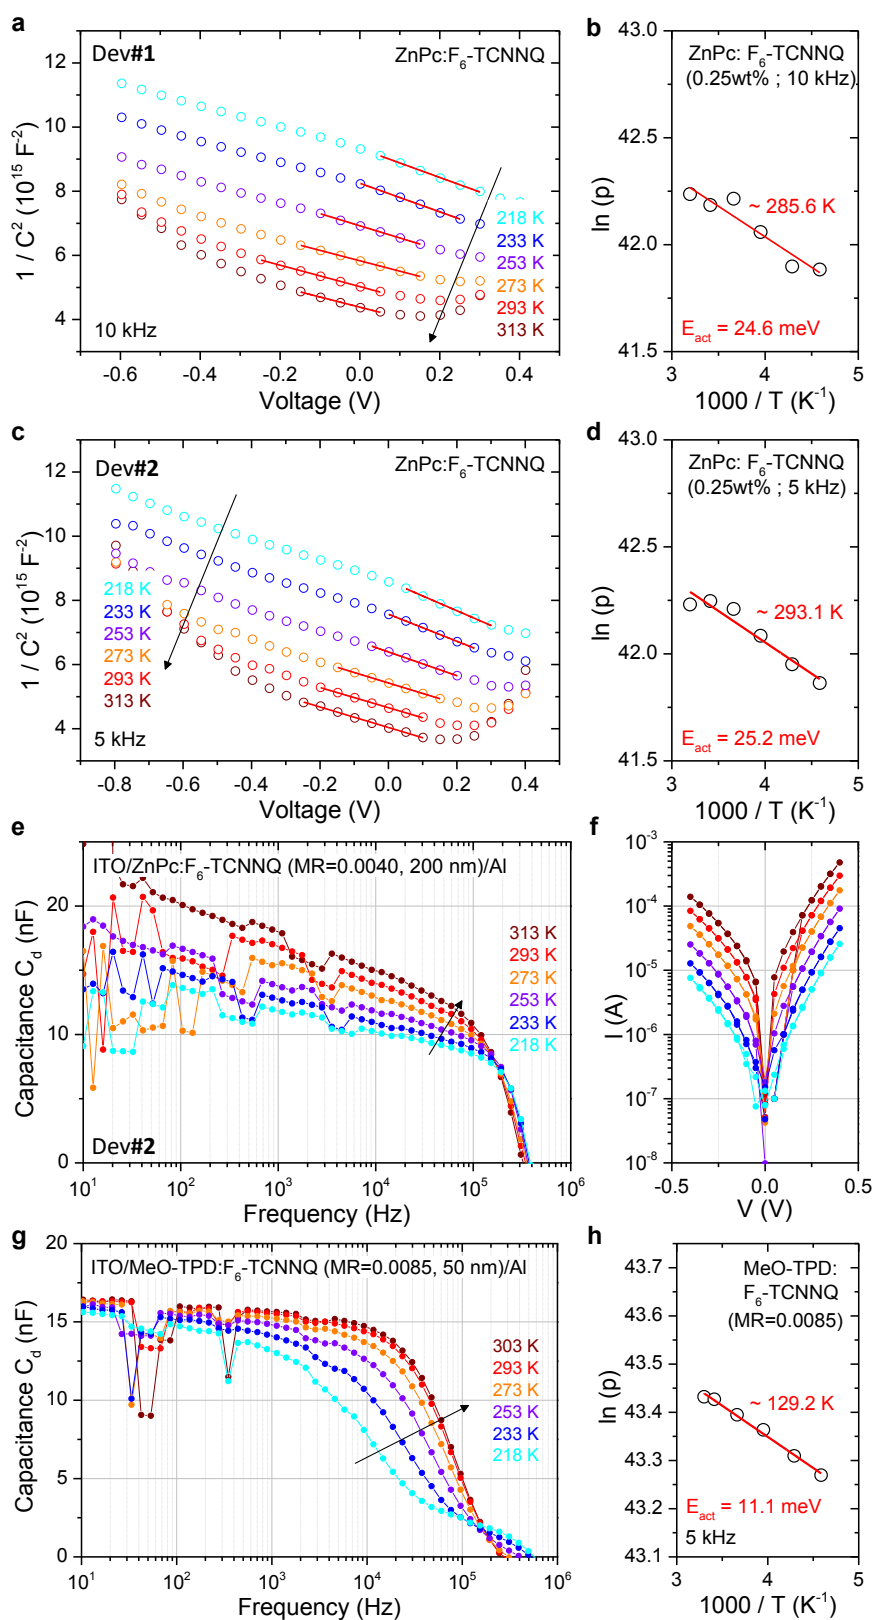 a
Dev#1
ZnPc:F6-TCNNQ
12
10
8
6
4
1 / C² (10¹⁵ F⁻²)
218 K
233 K
253 K
273 K
293 K
313 K
10 kHz
-0.6 -0.4 -0.2 0.0 0.2 0.4
Voltage (V)
b
43.0
42.5
42.0
41.5
ln (p)
ZnPc: F6-TCNNQ
(0.25wt% ; 10 kHz)
~ 285.6 K
Eact = 24.6 meV
3 4 5
1000 / T (K⁻¹)
c
Dev#2
ZnPc:F6-TCNNQ
12
10
8
6
4
1 / C² (10¹⁵ F⁻²)
218 K
233 K
253 K
273 K
293 K
313 K
5 kHz
-0.8 -0.6 -0.4 -0.2 0.0 0.2 0.4
Voltage (V)
d
43.0
42.5
42.0
41.5
ln (p)
ZnPc: F6-TCNNQ
(0.25wt% ; 5 kHz)
~ 293.1 K
Eact = 25.2 meV
3 4 5
1000 / T (K⁻¹)
e
ITO/ZnPc:F6-TCNNQ (MR=0.0040, 200 nm)/Al
20
10
0
Capacitance Cd (nF)
313 K
293 K
273 K
253 K
233 K
218 K
Dev#2
10¹ 10² 10³ 10⁴ 10⁵ 10⁶
Frequency (Hz)
f
10⁻³
10⁻⁴
10⁻⁵
10⁻⁶
10⁻⁷
10⁻⁸
I (A)
-0.5 0.0 0.5
V (V)
g
ITO/MeO-TPD:F6-TCNNQ (MR=0.0085, 50 nm)/Al
20
15
10
5
0
Capacitance Cd (nF)
303 K
293 K
273 K
253 K
233 K
218 K
10¹ 10² 10³ 10⁴ 10⁵ 10⁶
Frequency (Hz)
h
43.7
43.6
43.5
43.4
43.3
43.2
43.1
ln (p)
MeO-TPD:
F6-TCNNQ
(MR=0.0085)
~ 129.2 K
Eact = 11.1 meV
5 kHz
3 4 5
1000 / T (K⁻¹)